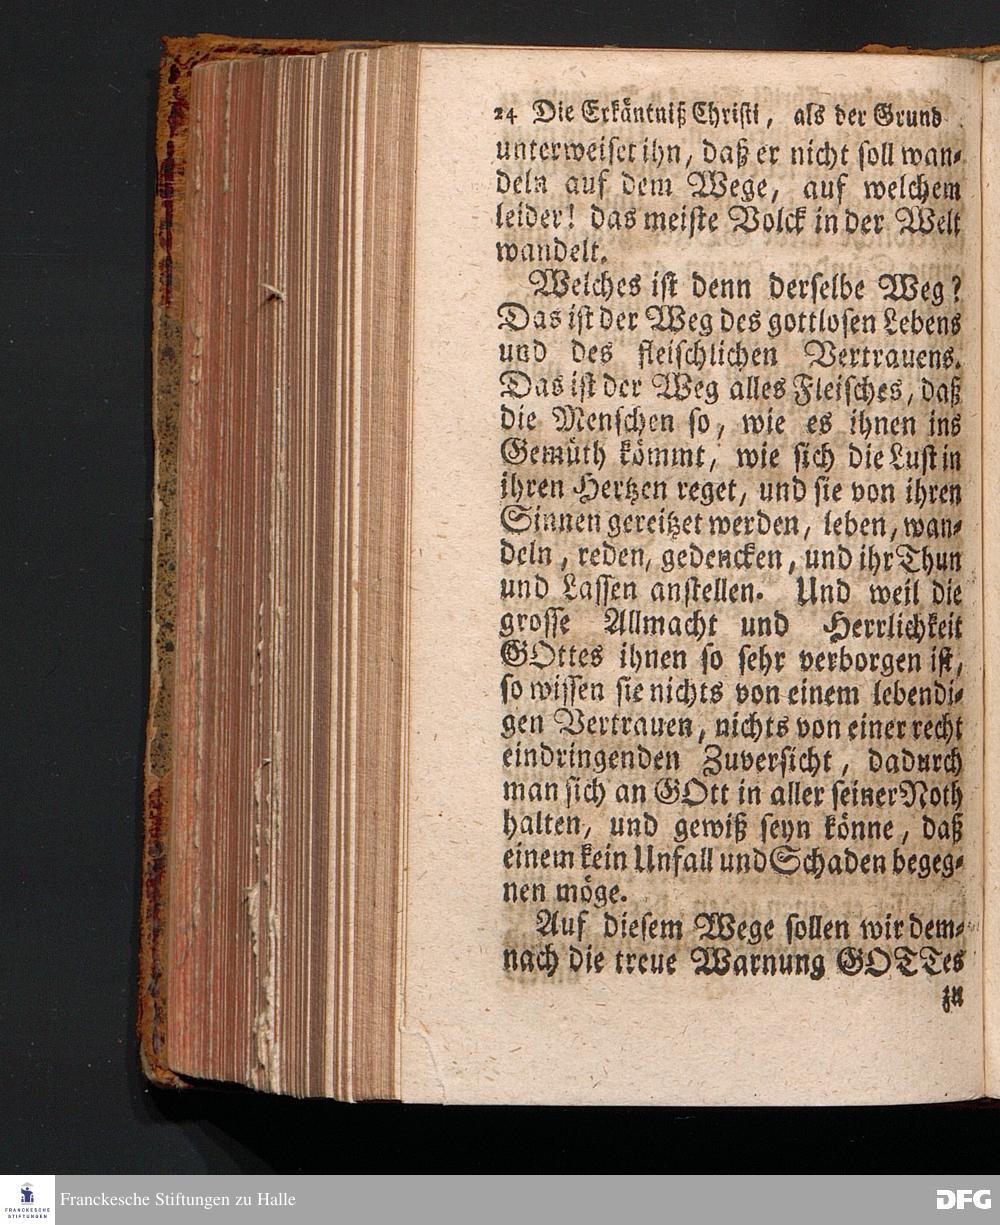 24 Die Erkäntniß Christi, als der Grund
unterweiset ihn, daß er nicht soll wan-
deln auf dem Wege, auf welchem
leider! das meiste Volck in der Welt
wandelt.
Welches ist denn derselbe Weg?
Das ist der Weg des gottlosen Lebens
und des fleischlichen Vertrauens.
Das ist der Weg alles Fleisches, daß
die Menschen so, wie es ihnen ins
Gemüth kömmt, wie sich die Lust in
ihren Hertzen reget, und sie von ihren
Sinnen gereitzet werden, leben, wan-
deln, reden, gedencken, und ihr Thun
und Lassen anstellen. Und weil die
grosse Allmacht und Herrlichkeit
GOttes ihnen so sehr verborgen ist,
so wissen sie nichts von einem lebendi-
gen Vertrauen, nichts von einer recht
eindringenden Zuversicht, dadurch
man sich an GOtt in aller seiner Noth
halten, und gewiß seyn könne, daß
einem kein Unfall und Schaden begeg-
nen möge.
Auf diesem Wege sollen wir dem-
nach die treue Warnung GOTTes
zu
FRANCKESCHE
STIFTUNGEN
Franckesche Stiftungen zu Halle
DFG